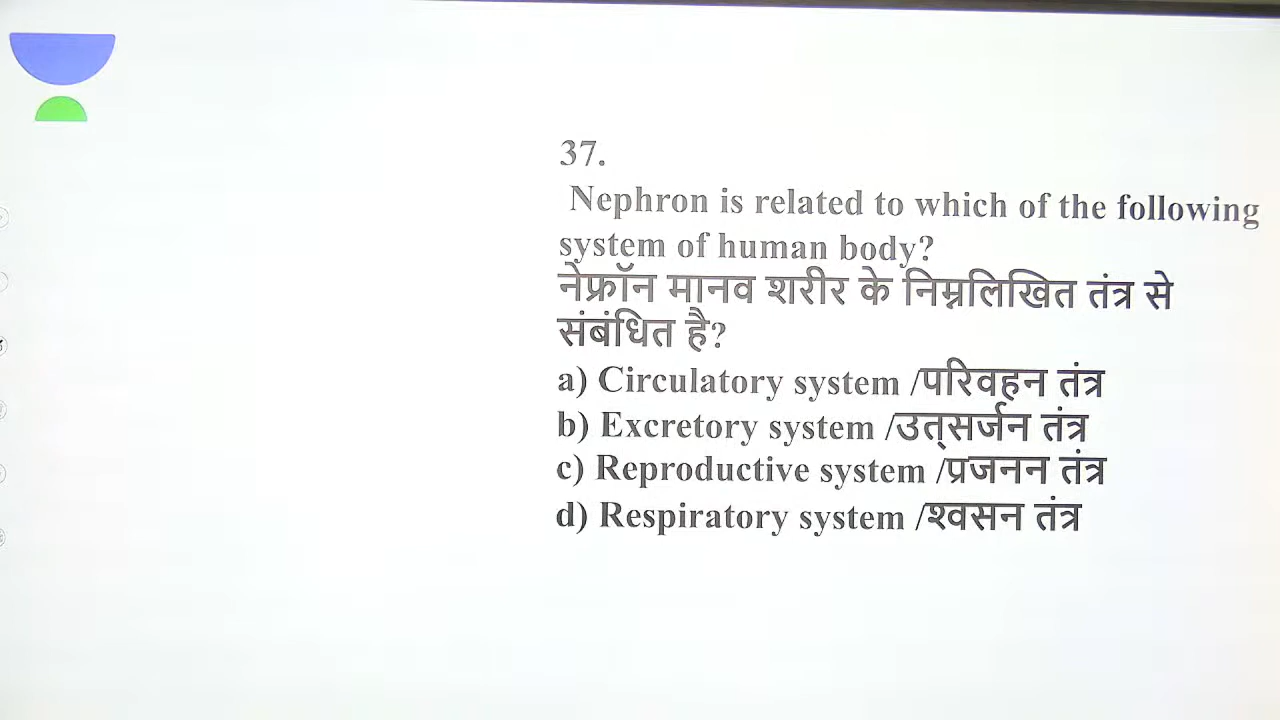 37.
Nephron is related to which of the following
system of human body?
नेफ्रॉन मानव शरीर के निम्नलिखित तंत्र से
संबंधित है?
a) Circulatory system /परिवहन तंत्र
b) Excretory system /उत्सर्जन तंत्र
c) Reproductive system /प्रजनन तंत्र
d) Respiratory system /श्वसन तंत्र